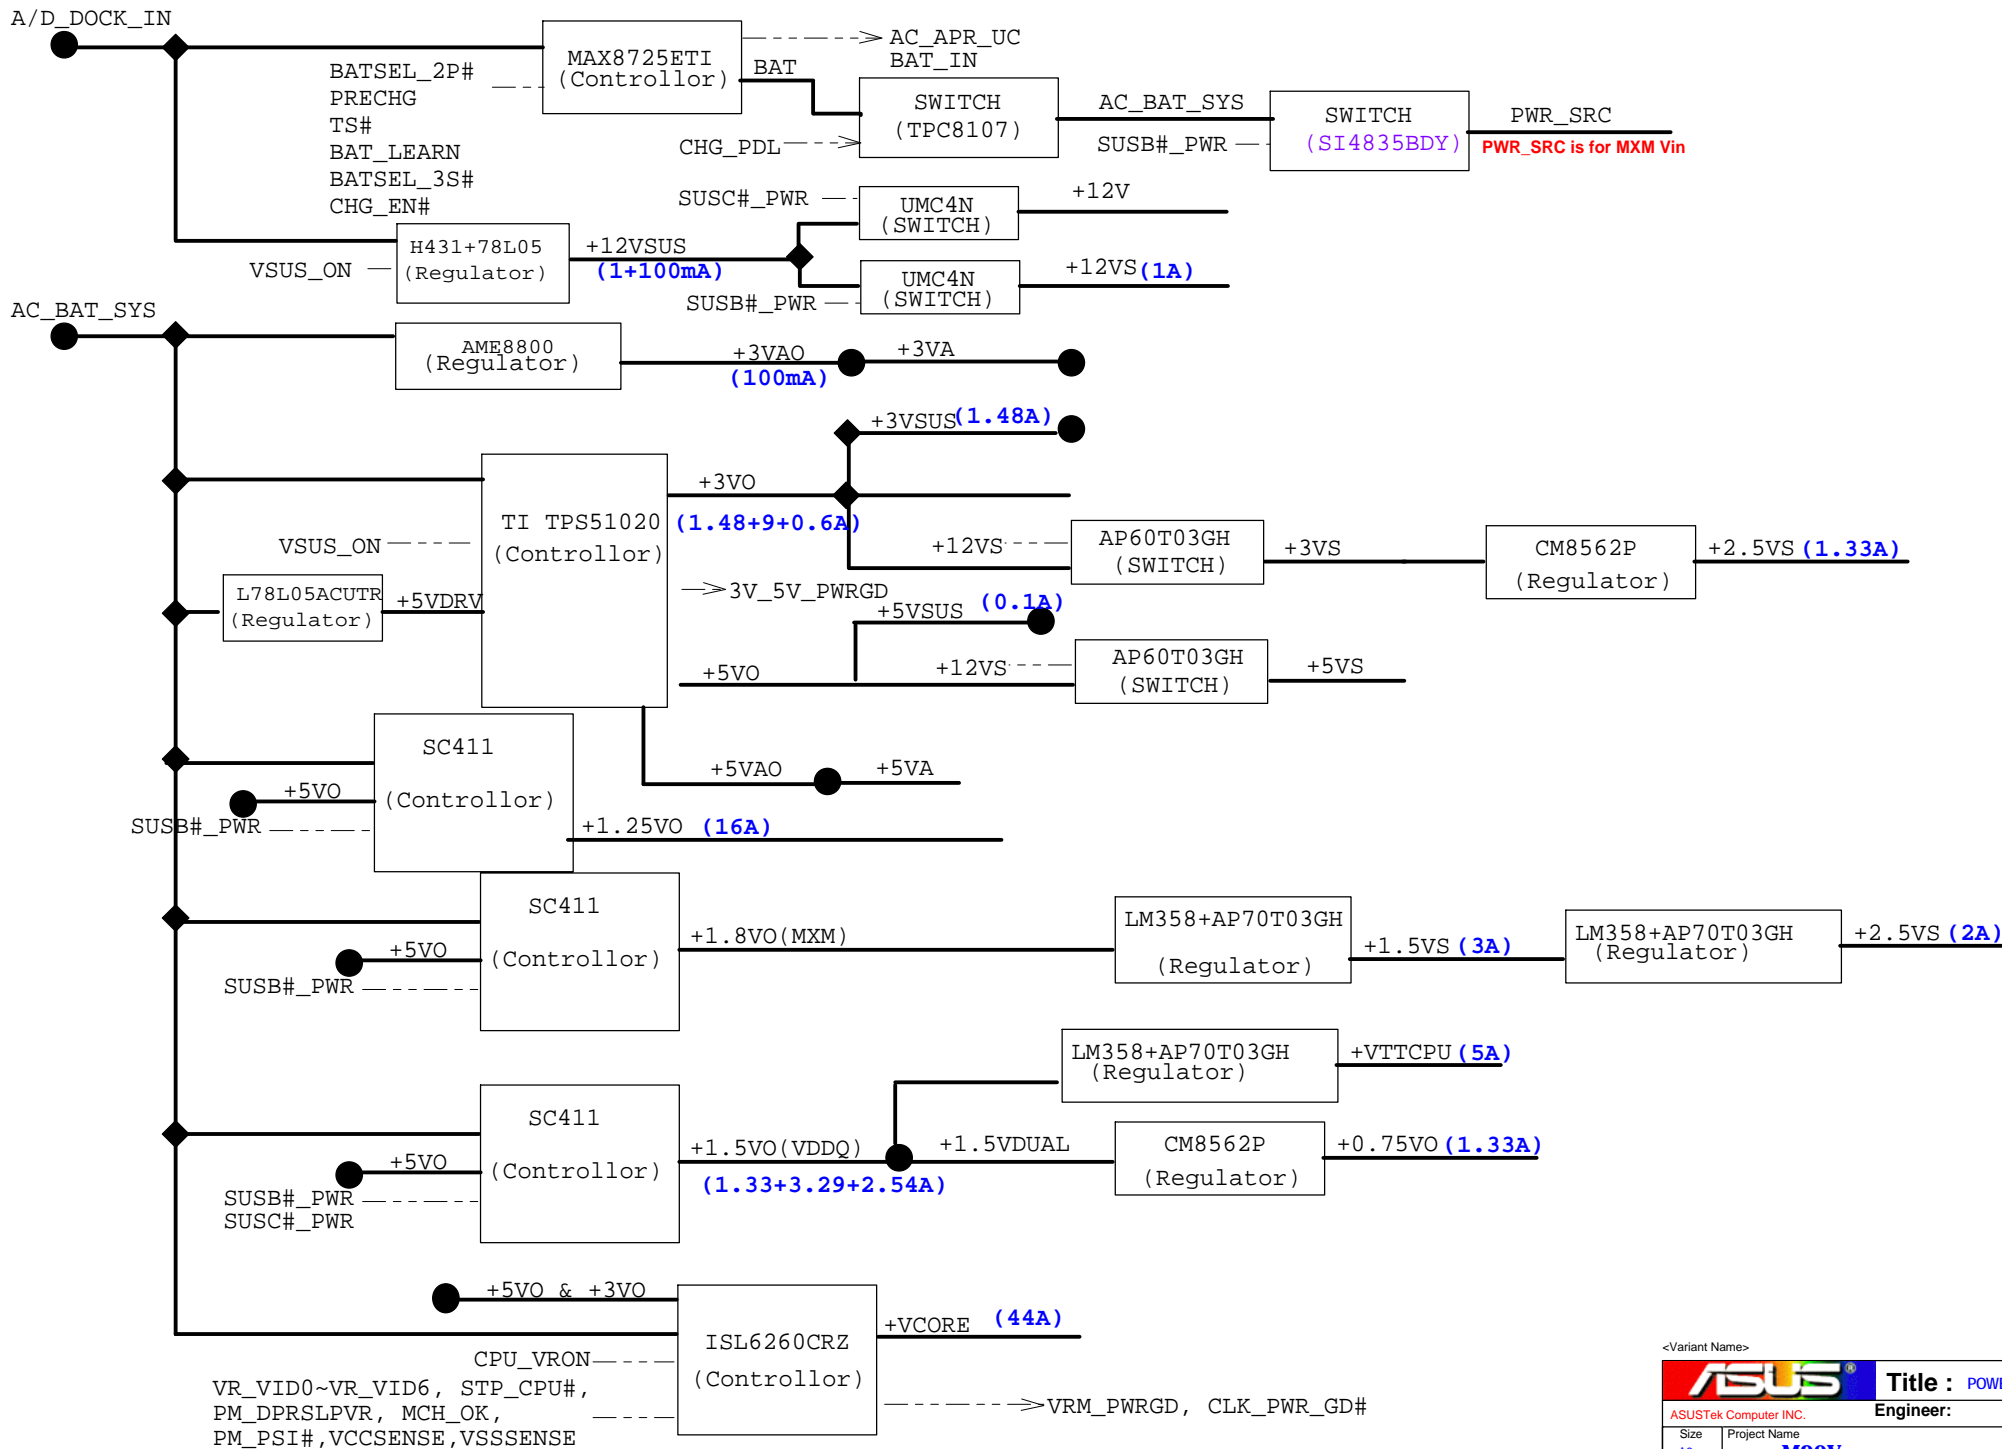 A/D_DOCK_IN
MAX8725ETI
(Controllor)
AC_APR_UC
BAT_IN
BATSEL_2P#
PRECHG
TS#
BAT_LEARN
BATSEL_3S#
CHG_EN#
BAT
SWITCH
(TPC8107)
CHG_PDL
AC_BAT_SYS
SUSB#_PWR
SWITCH
(SI4835BDY)
PWR_SRC
PWR_SRC is for MXM Vin
SUSC#_PWR
UMC4N
(SWITCH)
+12V
H431+78L05
(Regulator)
VSUS_ON
+12VSUS
(1+100mA)
UMC4N
(SWITCH)
+12VS (1A)
SUSB#_PWR
AC_BAT_SYS
AME8800
(Regulator)
+3VAO
(100mA)
+3VA
+3VSUS (1.48A)
+3VO
(1.48+9+0.6A)
TI TPS51020
(Controllor)
VSUS_ON
+12VS
AP60T03GH
(SWITCH)
+3VS
CM8562P
(Regulator)
+2.5VS (1.33A)
L78L05ACUTR
(Regulator)
+5VDRV
3V_5V_PWRGD
+5VSUS (0.1A)
+5VO
+12VS
AP60T03GH
(SWITCH)
+5VS
SC411
(Controllor)
+5VAO
+5VA
+5VO
SUSB#_PWR
+1.25VO (16A)
SC411
(Controllor)
+5VO
SUSB#_PWR
+1.8VO(MXM)
LM358+AP70T03GH
(Regulator)
+1.5VS (3A)
LM358+AP70T03GH
(Regulator)
+2.5VS (2A)
LM358+AP70T03GH
(Regulator)
+VTTCPU (5A)
SC411
(Controllor)
+5VO
SUSB#_PWR
SUSC#_PWR
+1.5VO(VDDQ)
(1.33+3.29+2.54A)
+1.5VDUAL
CM8562P
(Regulator)
+0.75VO (1.33A)
+5VO & +3VO
ISL6260CRZ
(Controllor)
+VCORE (44A)
CPU_VRON
VR_VID0~VR_VID6, STP_CPU#,
PM_DPRSLPVR, MCH_OK,
PM_PSI#,VCCSENSE,VSSSENSE
VRM_PWRGD, CLK_PWR_GD#
<Variant Name>
ASUS®
Title : POWE
ASUSTek Computer INC.
Engineer:
Size
Project Name